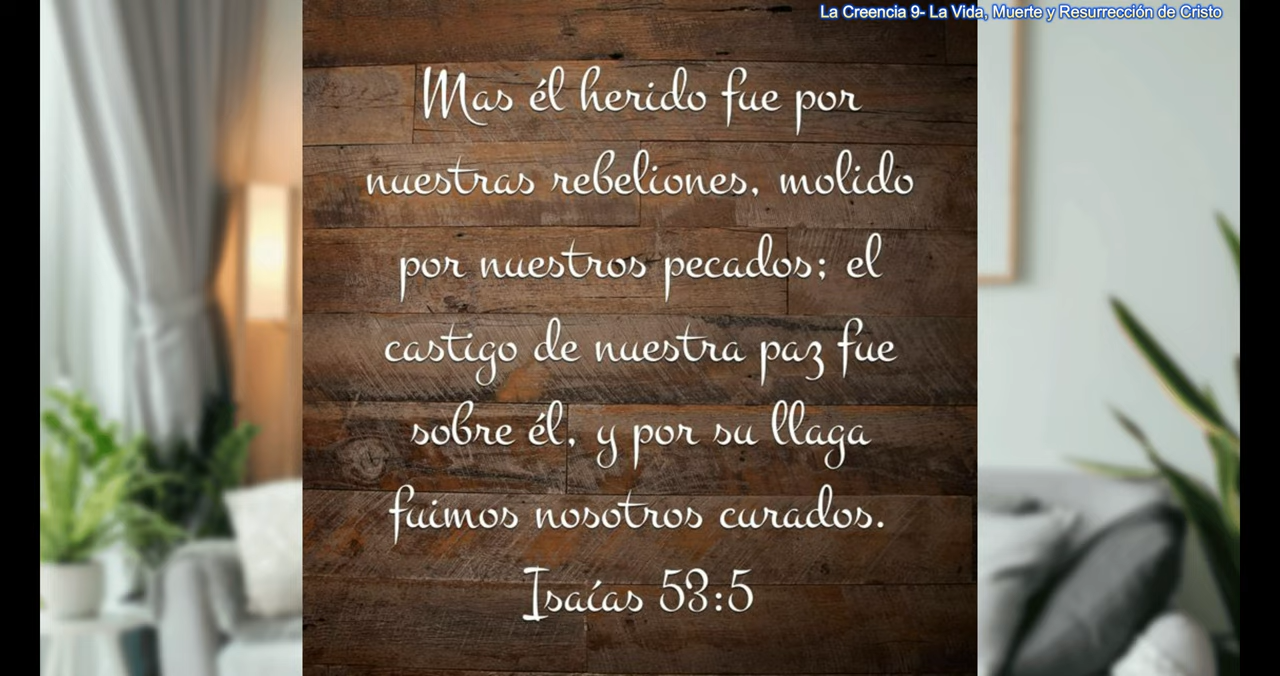 La Creencia 9- La Vida, Muerte y Resurrección de Cristo
Mas él herido fue por
nuestras rebeliones, molido
por nuestros pecados; el
castigo de nuestra paz fue
sobre él, y por su llaga
fuimos nosotros curados.
Isaías 53:5